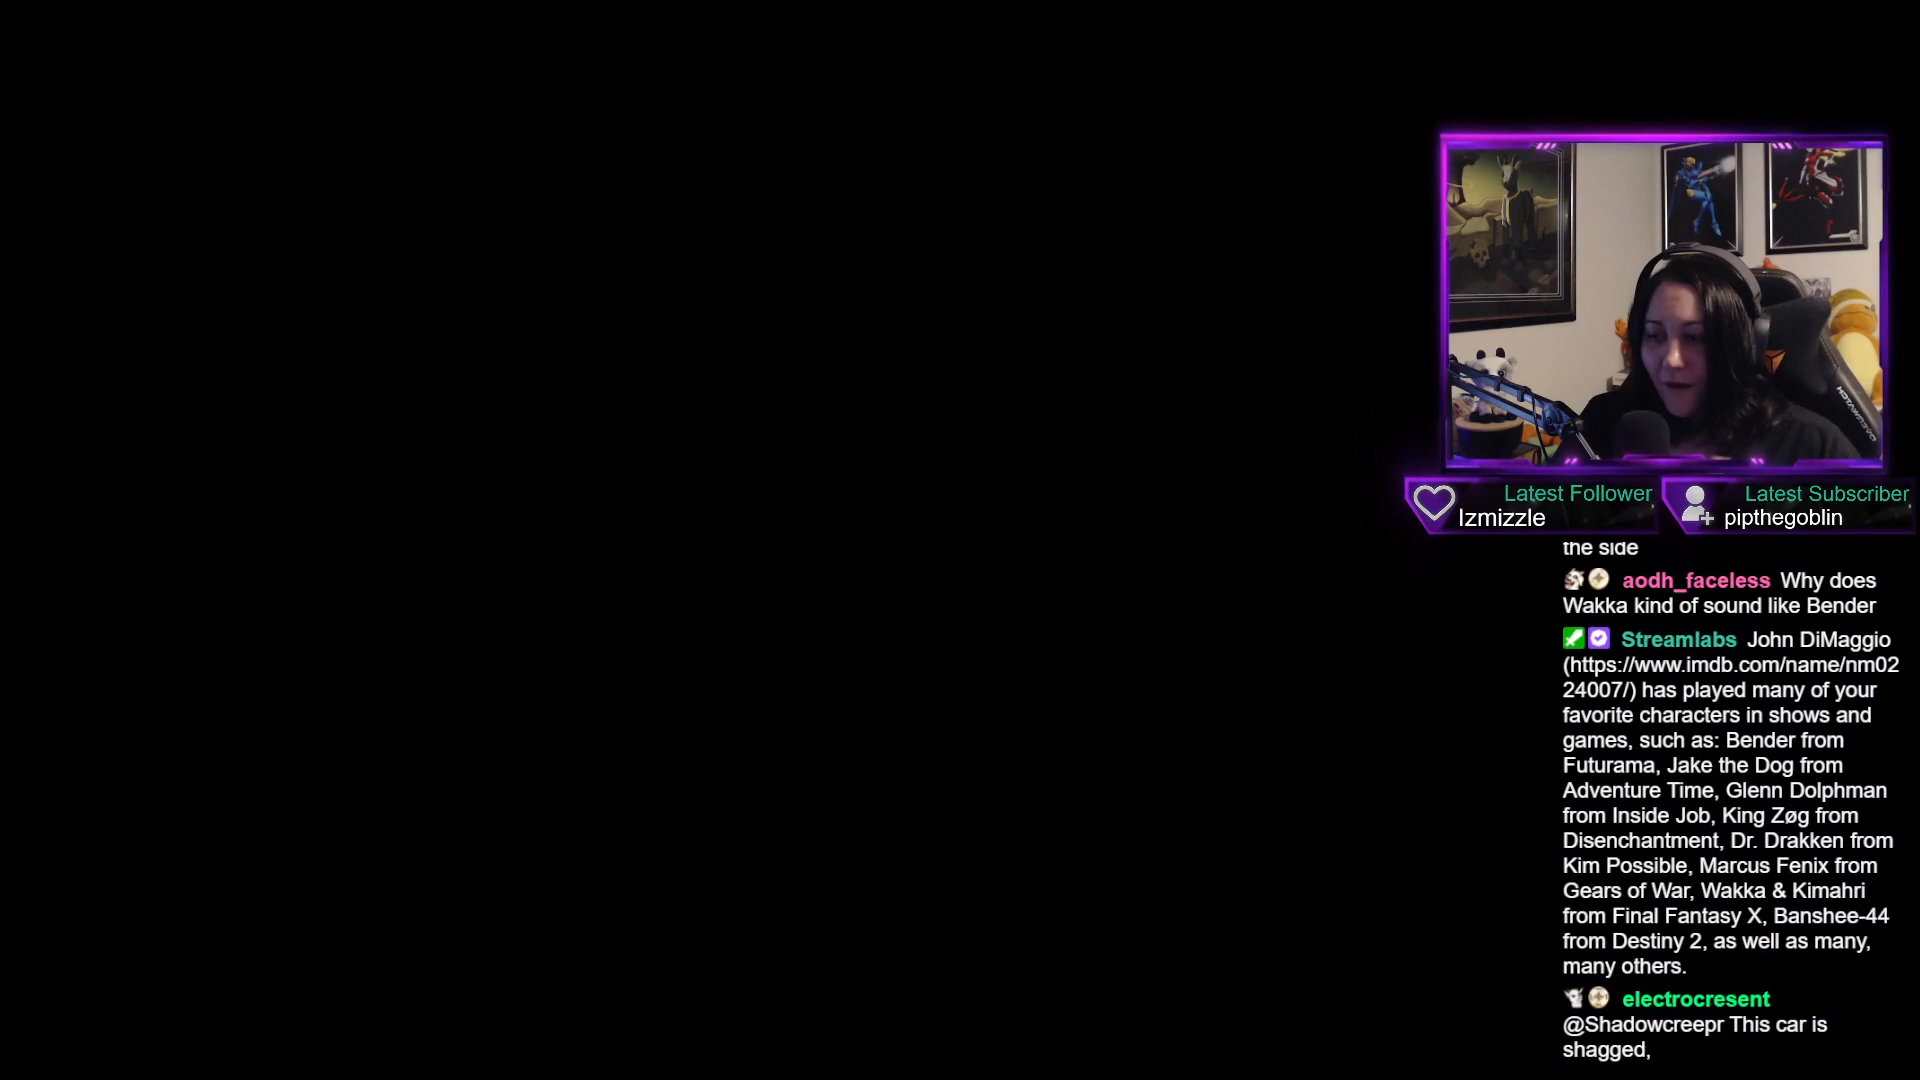 Latest Follower
Izmizzle
Latest Subscriber
pipthegoblin
the side
aodh_faceless Why does
Wakka kind of sound like Bender
Streamlabs John DiMaggio
(https://www.imdb.com/name/nm02
24007/) has played many of your
favorite characters in shows and
games, such as: Bender from
Futurama, Jake the Dog from
Adventure Time, Glenn Dolphman
from Inside Job, King Zøg from
Disenchantment, Dr. Drakken from
Kim Possible, Marcus Fenix from
Gears of War, Wakka & Kimahri
from Final Fantasy X, Banshee-44
from Destiny 2, as well as many,
many others.
electrocresent
@Shadowcreepr This car is
shagged,